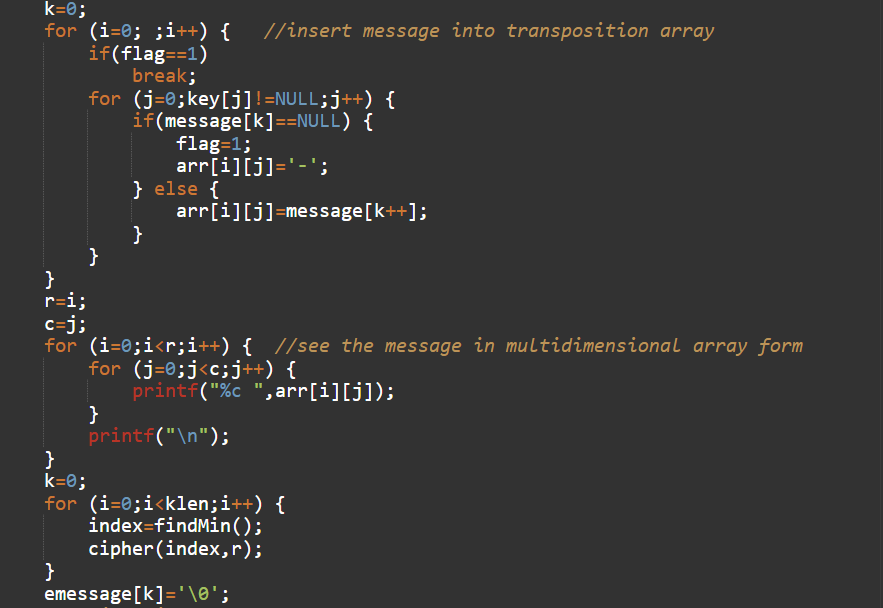 k=0;
for (i=0; ;i++) {   //insert message into transposition array
    if(flag==1)
        break;
    for (j=0;key[j]!=NULL;j++) {
        if(message[k]==NULL) {
            flag=1;
            arr[i][j]='-';
        } else {
            arr[i][j]=message[k++];
        }
    }
}
r=i;
c=j;
for (i=0;i<r;i++) {  //see the message in multidimensional array form
    for (j=0;j<c;j++) {
        printf("%c ",arr[i][j]);
    }
    printf("\n");
}
k=0;
for (i=0;i<klen;i++) {
    index=findMin();
    cipher(index,r);
}
emessage[k]='\0';